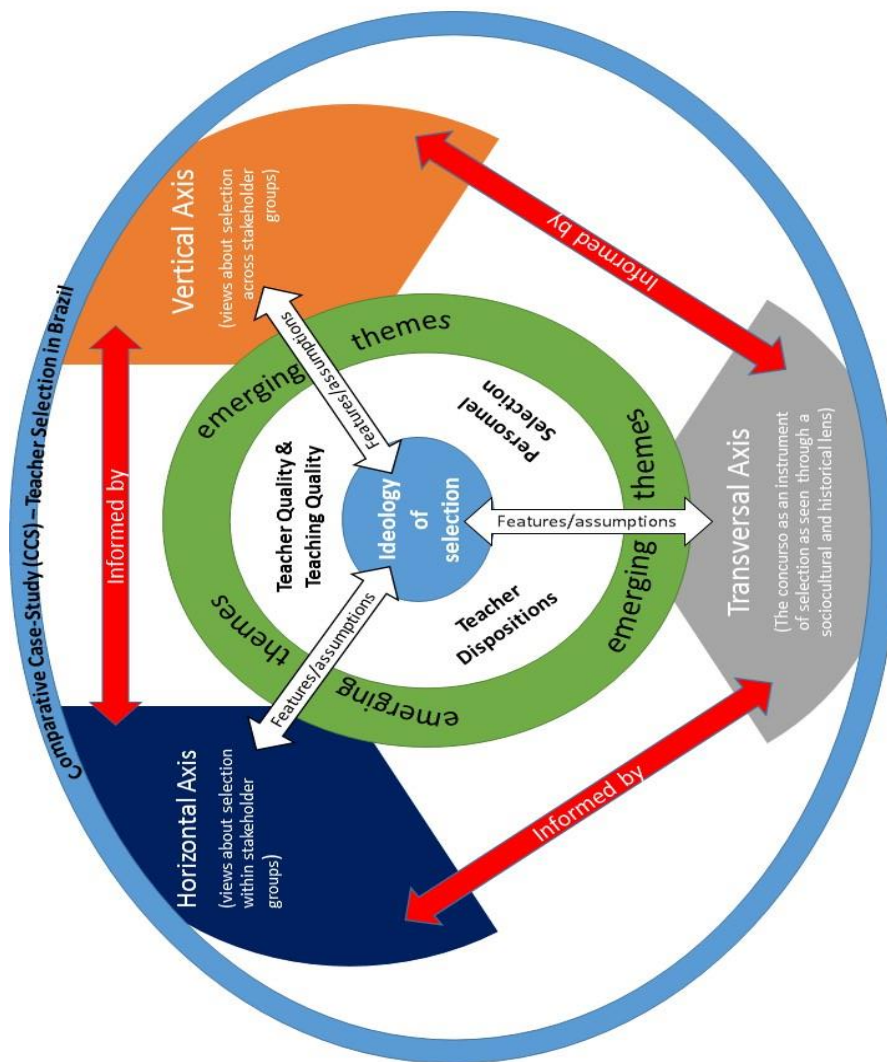 Comparative Case-Study (CCS) – Teacher Selection in Brazil
Horizontal Axis
(views about selection
within stakeholder
groups)
Informed by
Vertical Axis
(views about selection
across stakeholder
groups)
Features/assumptions
Features/assumptions
emerging themes
emerging themes
emerging themes
Teacher Quality &
Teaching Quality
Ideology
of
selection
Teacher
Dispositions
Personnel
Selection
Features/assumptions
Informed by
Informed by
Transversal Axis
(The concurso as an instrument
of selection as seen through a
sociocultural and historical lens)